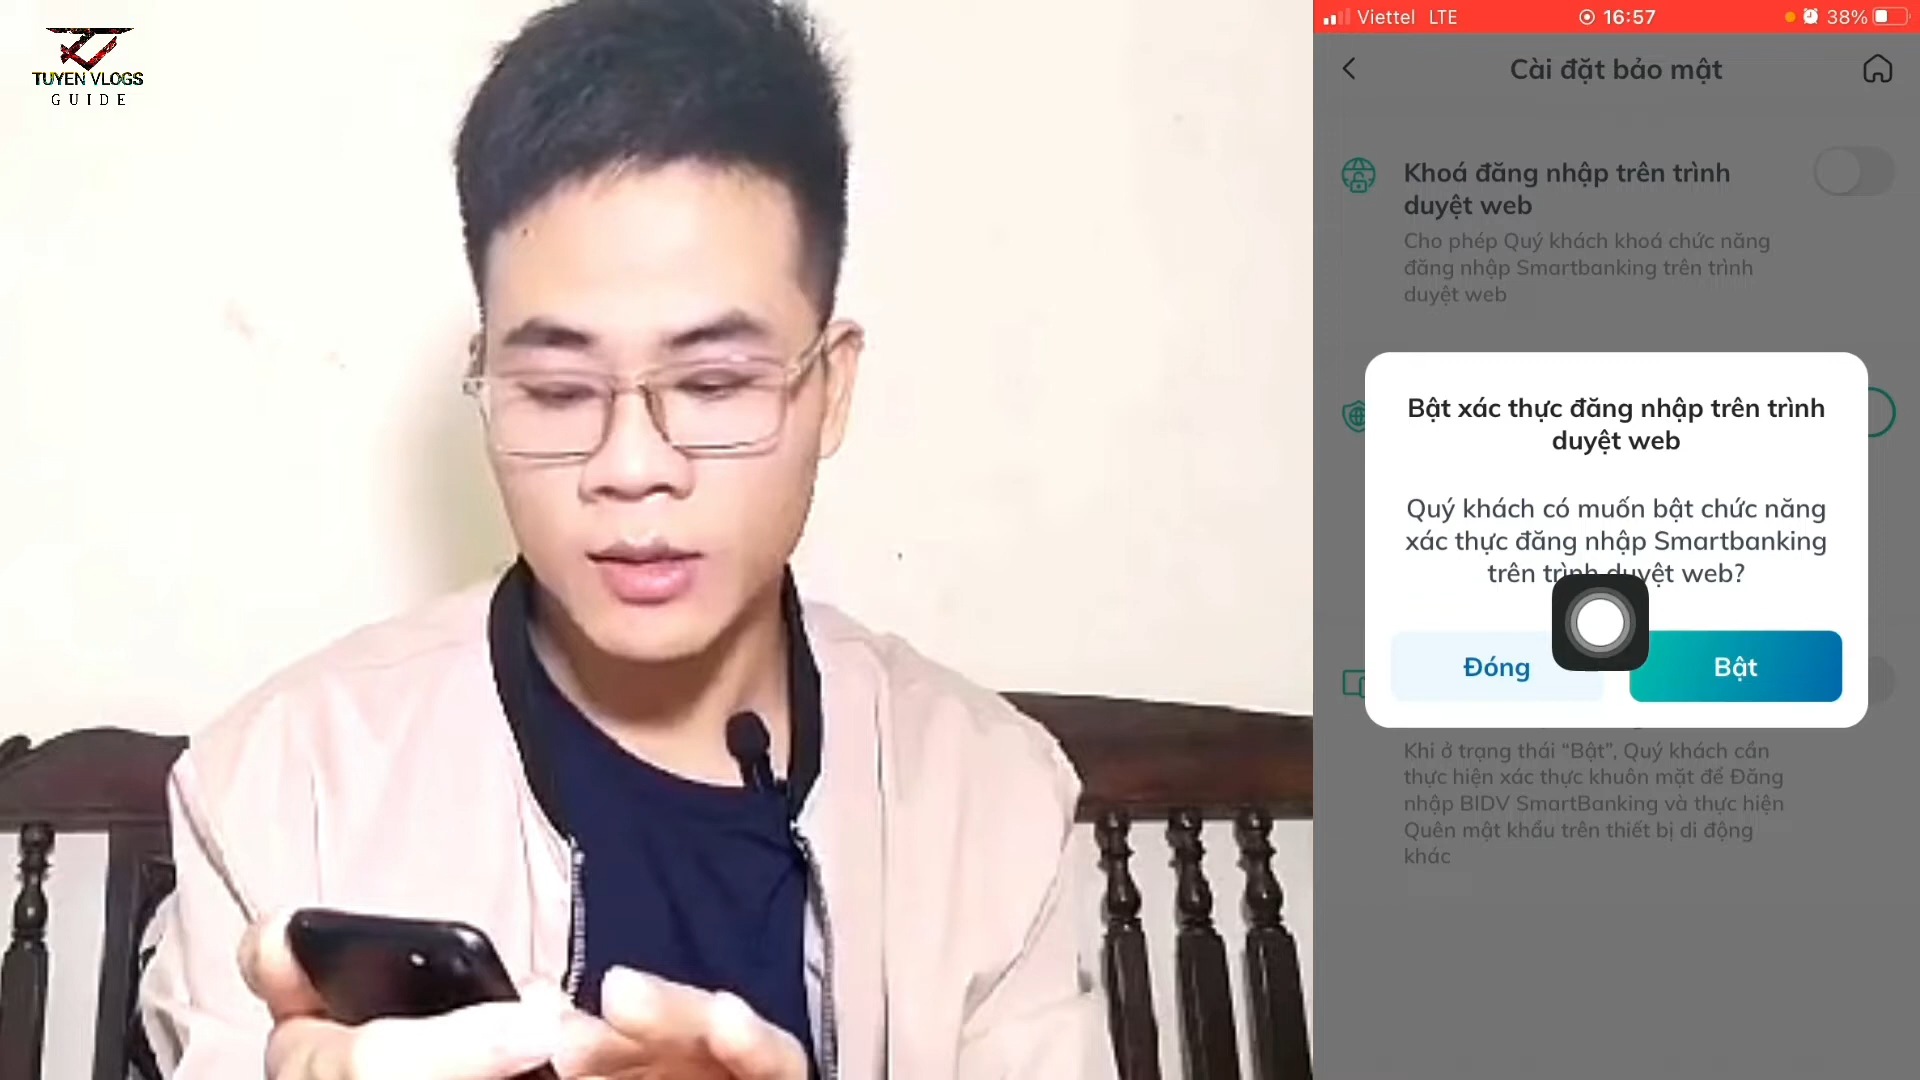 TUYEN VLOGS
GUIDE
Viettel LTE
16:57
38%
Cài đặt bảo mật
Khoá đăng nhập trên trình
duyệt web
Cho phép Quý khách khoá chức năng
đăng nhập Smartbanking trên trình
duyệt web
Bật xác thực đăng nhập trên trình
duyệt web
Quý khách có muốn bật chức năng
xác thực đăng nhập Smartbanking
trên trình duyệt web?
Đóng
Bật
Khi ở trạng thái “Bật”, Quý khách cần
thực hiện xác thực khuôn mặt để Đăng
nhập BIDV SmartBanking và thực hiện
Quên mật khẩu trên thiết bị di động
khác